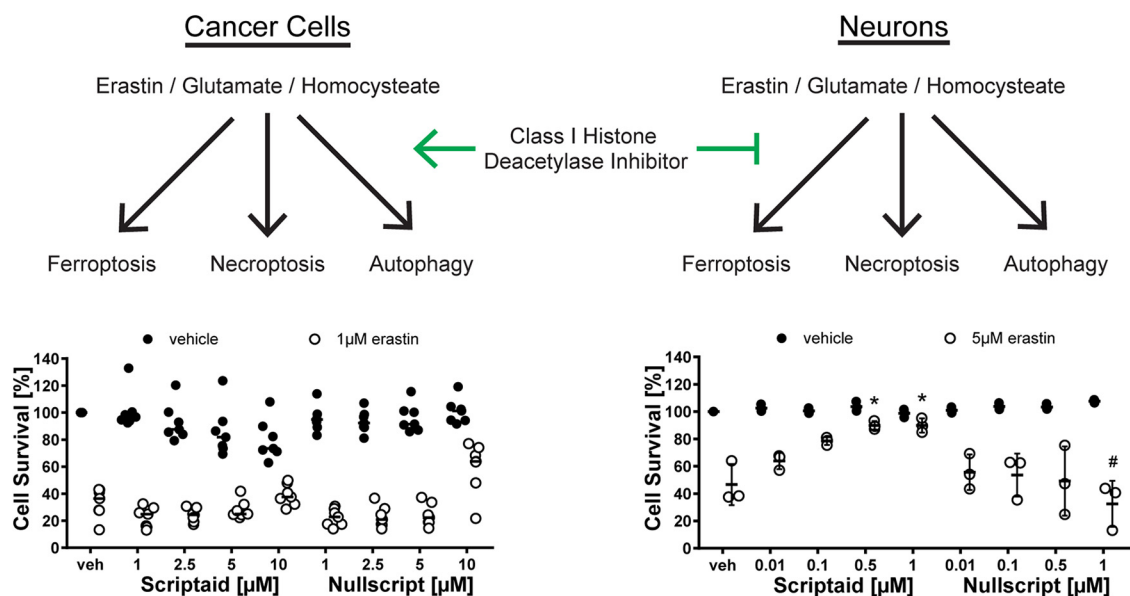 Cancer Cells
Neurons
Erastin / Glutamate / Homocysteate
Erastin / Glutamate / Homocysteate
Class I Histone
Deacetylase Inhibitor
Ferroptosis Necroptosis Autophagy
Ferroptosis Necroptosis Autophagy
vehicle 1µM erastin
Cell Survival [%]
140
120
100
80
60
40
20
0
veh 1 2.5 5 10 1 2.5 5 10
Scriptaid [µM] Nullscript [µM]
vehicle 5µM erastin
Cell Survival [%]
140
120
100
80
60
40
20
0
* *
#
veh 0.01 0.1 0.5 1 0.01 0.1 0.5 1
Scriptaid [µM] Nullscript [µM]